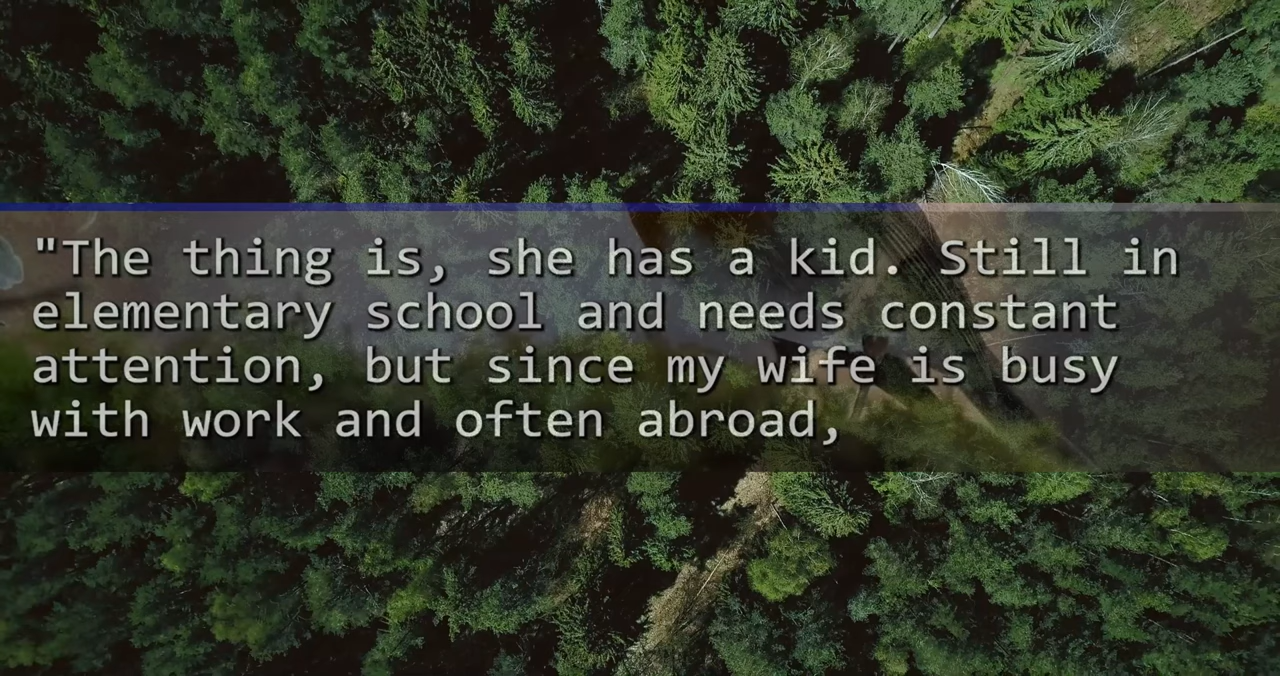 "The thing is, she has a kid. Still in
elementary school and needs constant
attention, but since my wife is busy
with work and often abroad,